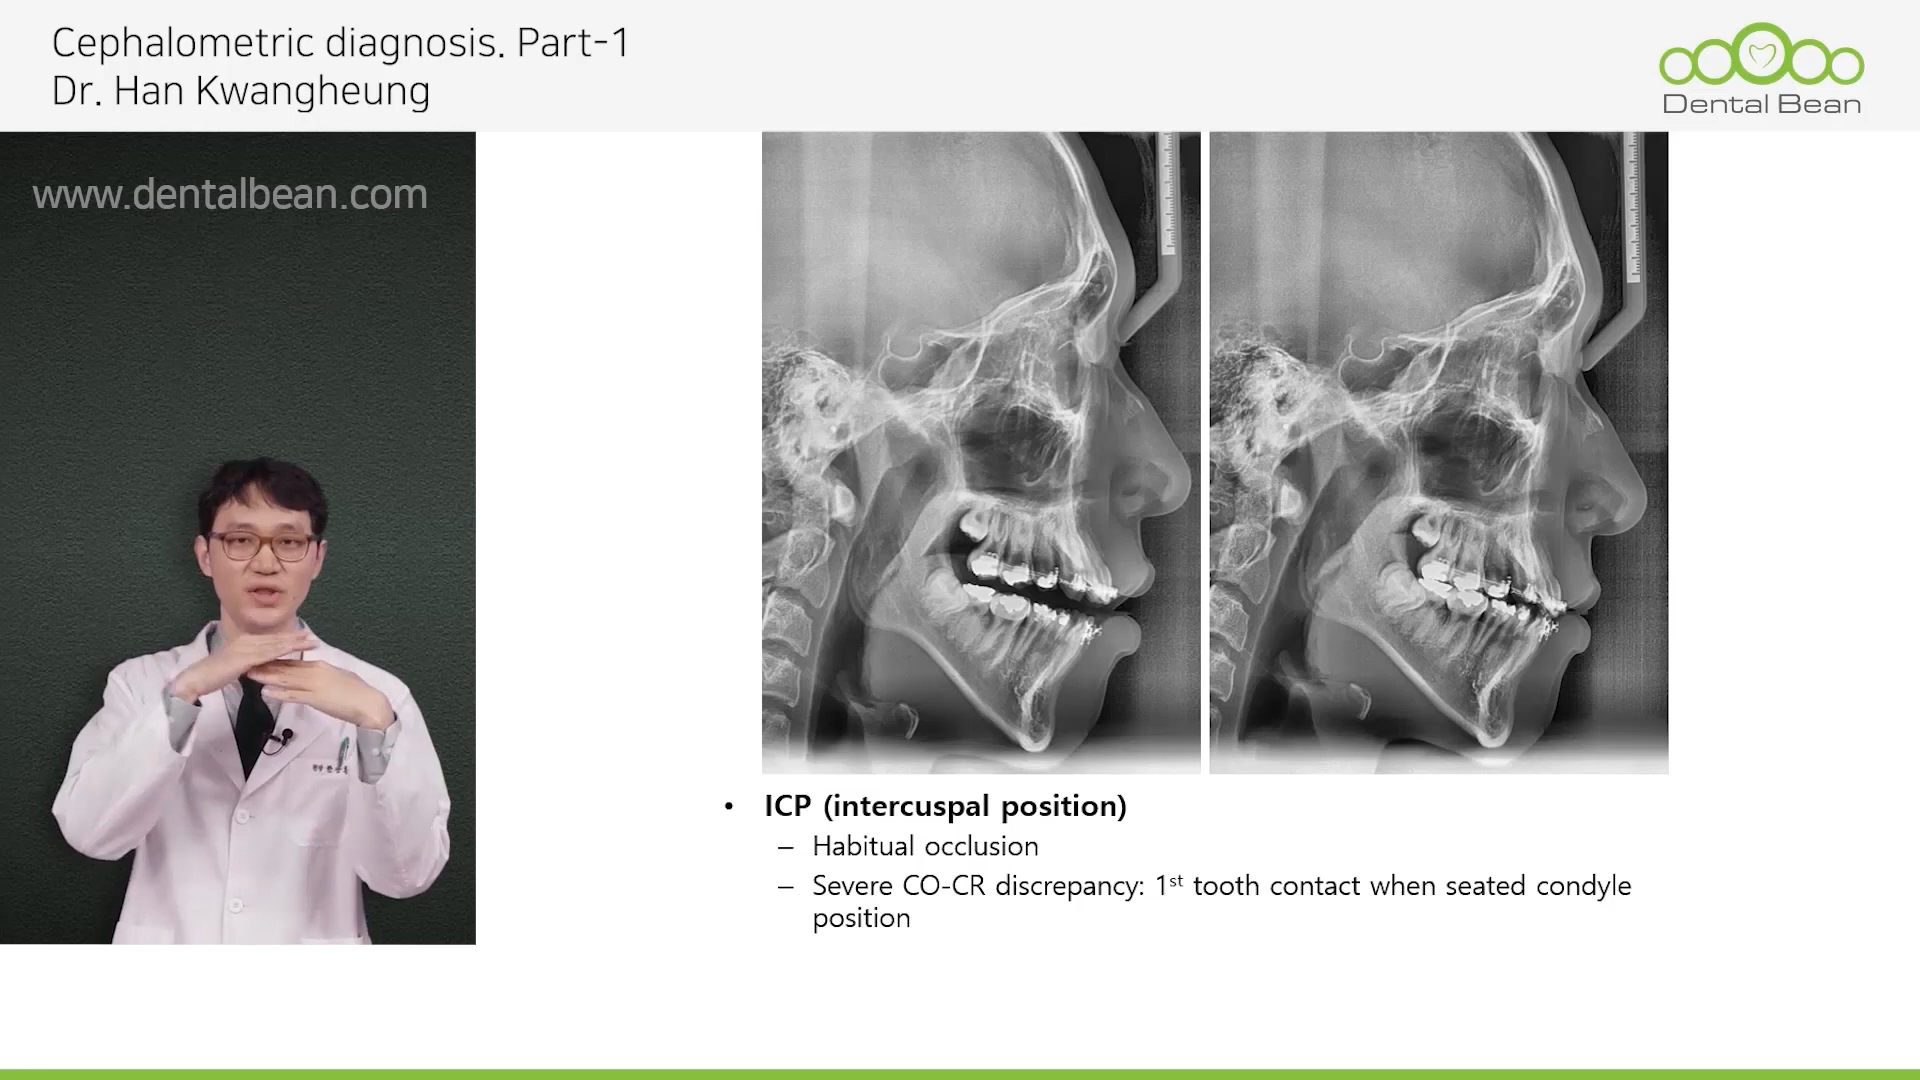 Cephalometric diagnosis. Part-1
Dr. Han Kwangheung
Dental Bean
www.dentalbean.com
• ICP (intercuspal position)
– Habitual occlusion
– Severe CO-CR discrepancy: 1st tooth contact when seated condyle
position